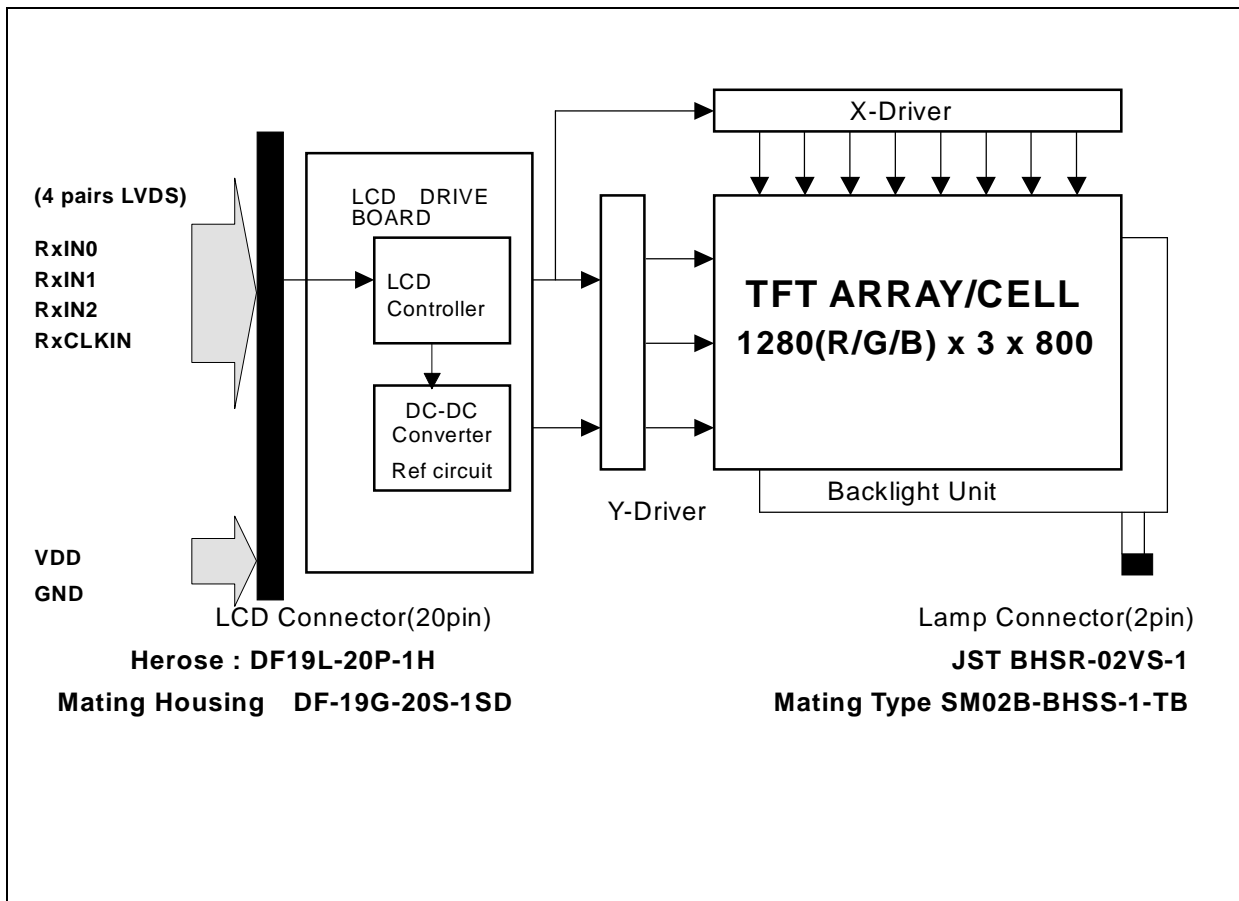 X-Driver
(4 pairs LVDS)
RxIN0
RxIN1
RxIN2
RxCLKIN
LCD DRIVE
BOARD
LCD
Controller
DC-DC
Converter
Ref circuit
TFT ARRAY/CELL
1280(R/G/B) x 3 x 800
Backlight Unit
Y-Driver
VDD
GND
LCD Connector(20pin)
Herose : DF19L-20P-1H
Mating Housing DF-19G-20S-1SD
Lamp Connector(2pin)
JST BHSR-02VS-1
Mating Type SM02B-BHSS-1-TB